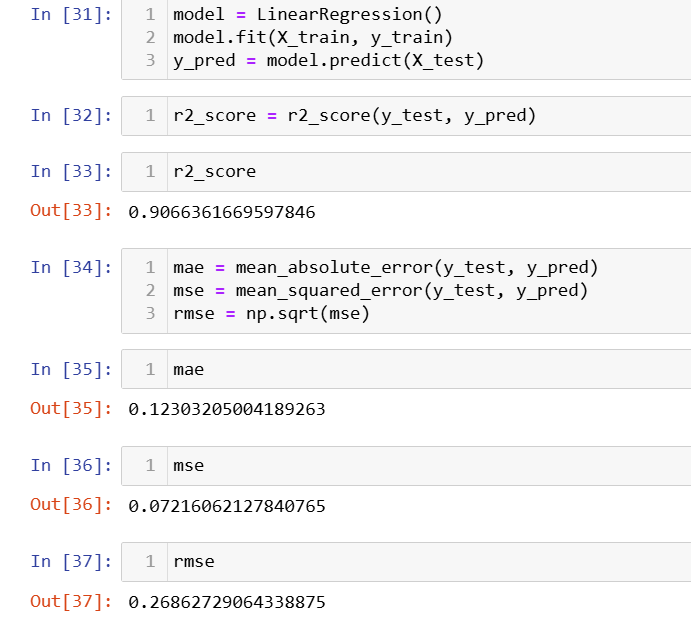 In [31]: 1 model = LinearRegression()
2 model.fit(X_train, y_train)
3 y_pred = model.predict(X_test)
In [32]: 1 r2_score = r2_score(y_test, y_pred)
In [33]: 1 r2_score
Out[33]: 0.9066361669597846
In [34]: 1 mae = mean_absolute_error(y_test, y_pred)
2 mse = mean_squared_error(y_test, y_pred)
3 rmse = np.sqrt(mse)
In [35]: 1 mae
Out[35]: 0.12303205004189263
In [36]: 1 mse
Out[36]: 0.07216062127840765
In [37]: 1 rmse
Out[37]: 0.26862729064338875